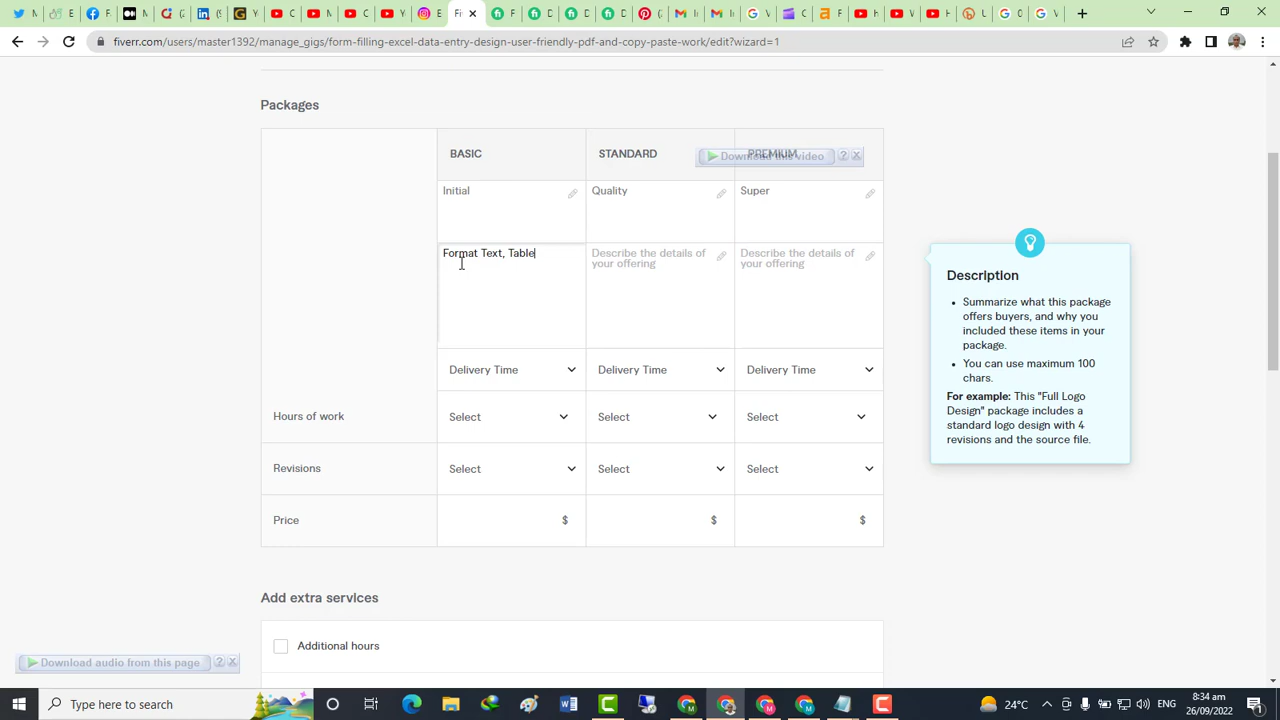 fiverr.com/users/master1392/manage_gigs/form-filling-excel-data-entry-design-user-friendly-pdf-and-copy-paste-work/edit?wizard=1
Packages
BASIC
STANDARD
PREMIUM
Download this video
Initial
Quality
Super
Format Text, Table
Describe the details of
your offering
Describe the details of
your offering
Description
Summarize what this package
offers buyers, and why you
included these items in your
package.
You can use maximum 100
chars.
For example: This "Full Logo
Design" package includes a
standard logo design with 4
revisions and the source file.
Delivery Time
Delivery Time
Delivery Time
Hours of work
Select
Select
Select
Revisions
Select
Select
Select
Price
$
$
$
Add extra services
Additional hours
Download audio from this page
Type here to search
24°C
ENG
8:34 am
26/09/2022